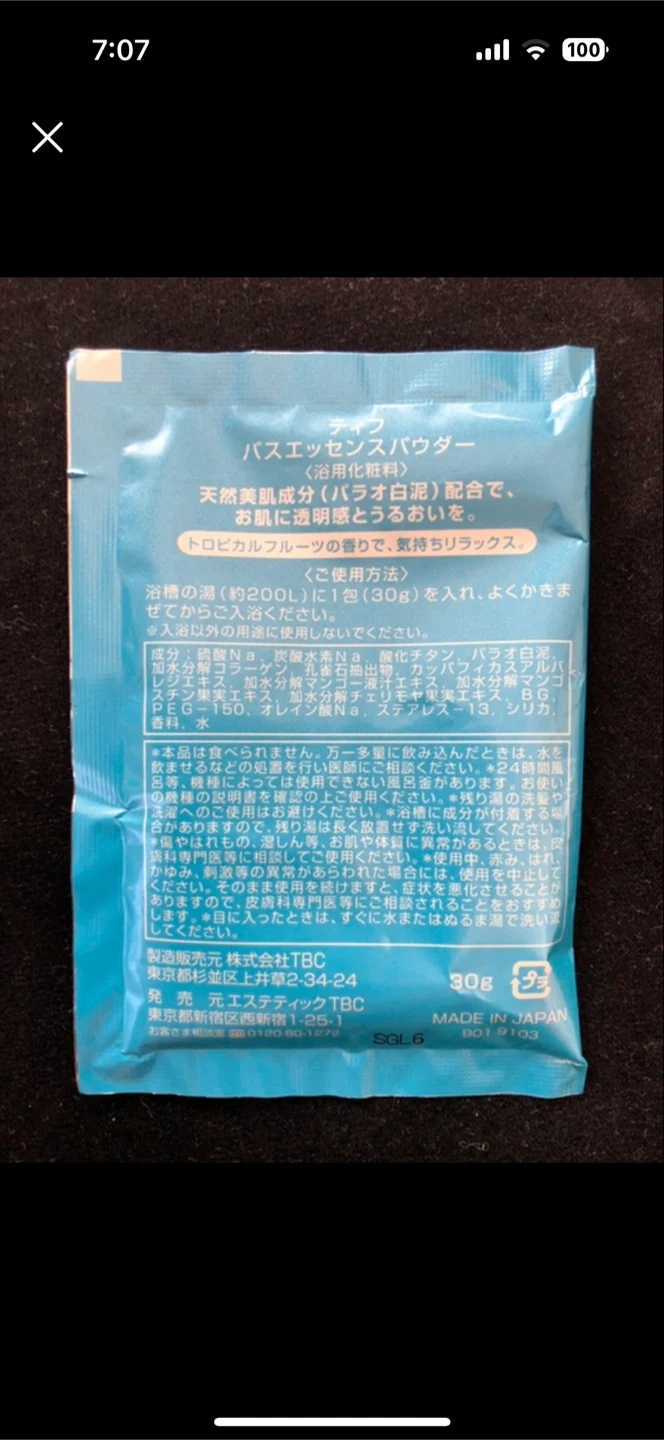 7:07
100
ティフ
バスエッセンスパウダー
〈浴用化粧料〉
天然美肌成分（パラオ白泥）配合で、
お肌に透明感とうるおいを。
トロピカルフルーツの香りで、気持ちリラックス。
〈ご使用方法〉
浴槽の湯（約200L）に1包（30g）を入れ、よくかきま
ぜてからご入浴ください。
※入浴以外の用途に使用しないでください。
成分：硫酸Na、炭酸水素Na、酸化チタン、パラオ白泥、
加水分解コラーゲン、孔雀石抽出物、カッパフィカスアルバ
レジエキス、加水分解マンゴー液汁エキス、加水分解マンゴ
スチン果実エキス、加水分解チェリモヤ果実エキス、BG、
PEG－150、オレイン酸Na、ステアレス－13、シリカ、
香料、水
＊本品は食べられません。万一多量に飲み込んだときは、水を
飲ませるなどの処置を行い医師にご相談ください。＊24時間風
呂等、機種によっては使用できない風呂釜があります。お使い
の機種の説明書を確認の上ご使用ください。＊残り湯の洗髪や
洗濯へのご使用はお避けください。＊浴槽に成分が付着する場
合がありますので、残り湯は長く放置せず洗い流してください。
＊傷やはれもの、湿しん等、お肌や体質に異常があるときは、皮
膚科専門医等に相談してご使用ください。＊使用中、赤み、はれ、
かゆみ、刺激等の異常があらわれた場合には、使用を中止して
ください。そのまま使用を続けますと、症状を悪化させることが
ありますので、皮膚科専門医等にご相談されることをおすすめ
します。＊目に入ったときは、すぐに水またはぬるま湯で洗い流
してください。
製造販売元 株式会社TBC
東京都杉並区上井草2-34-24
30g プラ
発 売 元 エステティックTBC
東京都新宿区西新宿1-25-1
MADE IN JAPAN
お客さま相談室 0120-80-1272
SGL6
901 9103